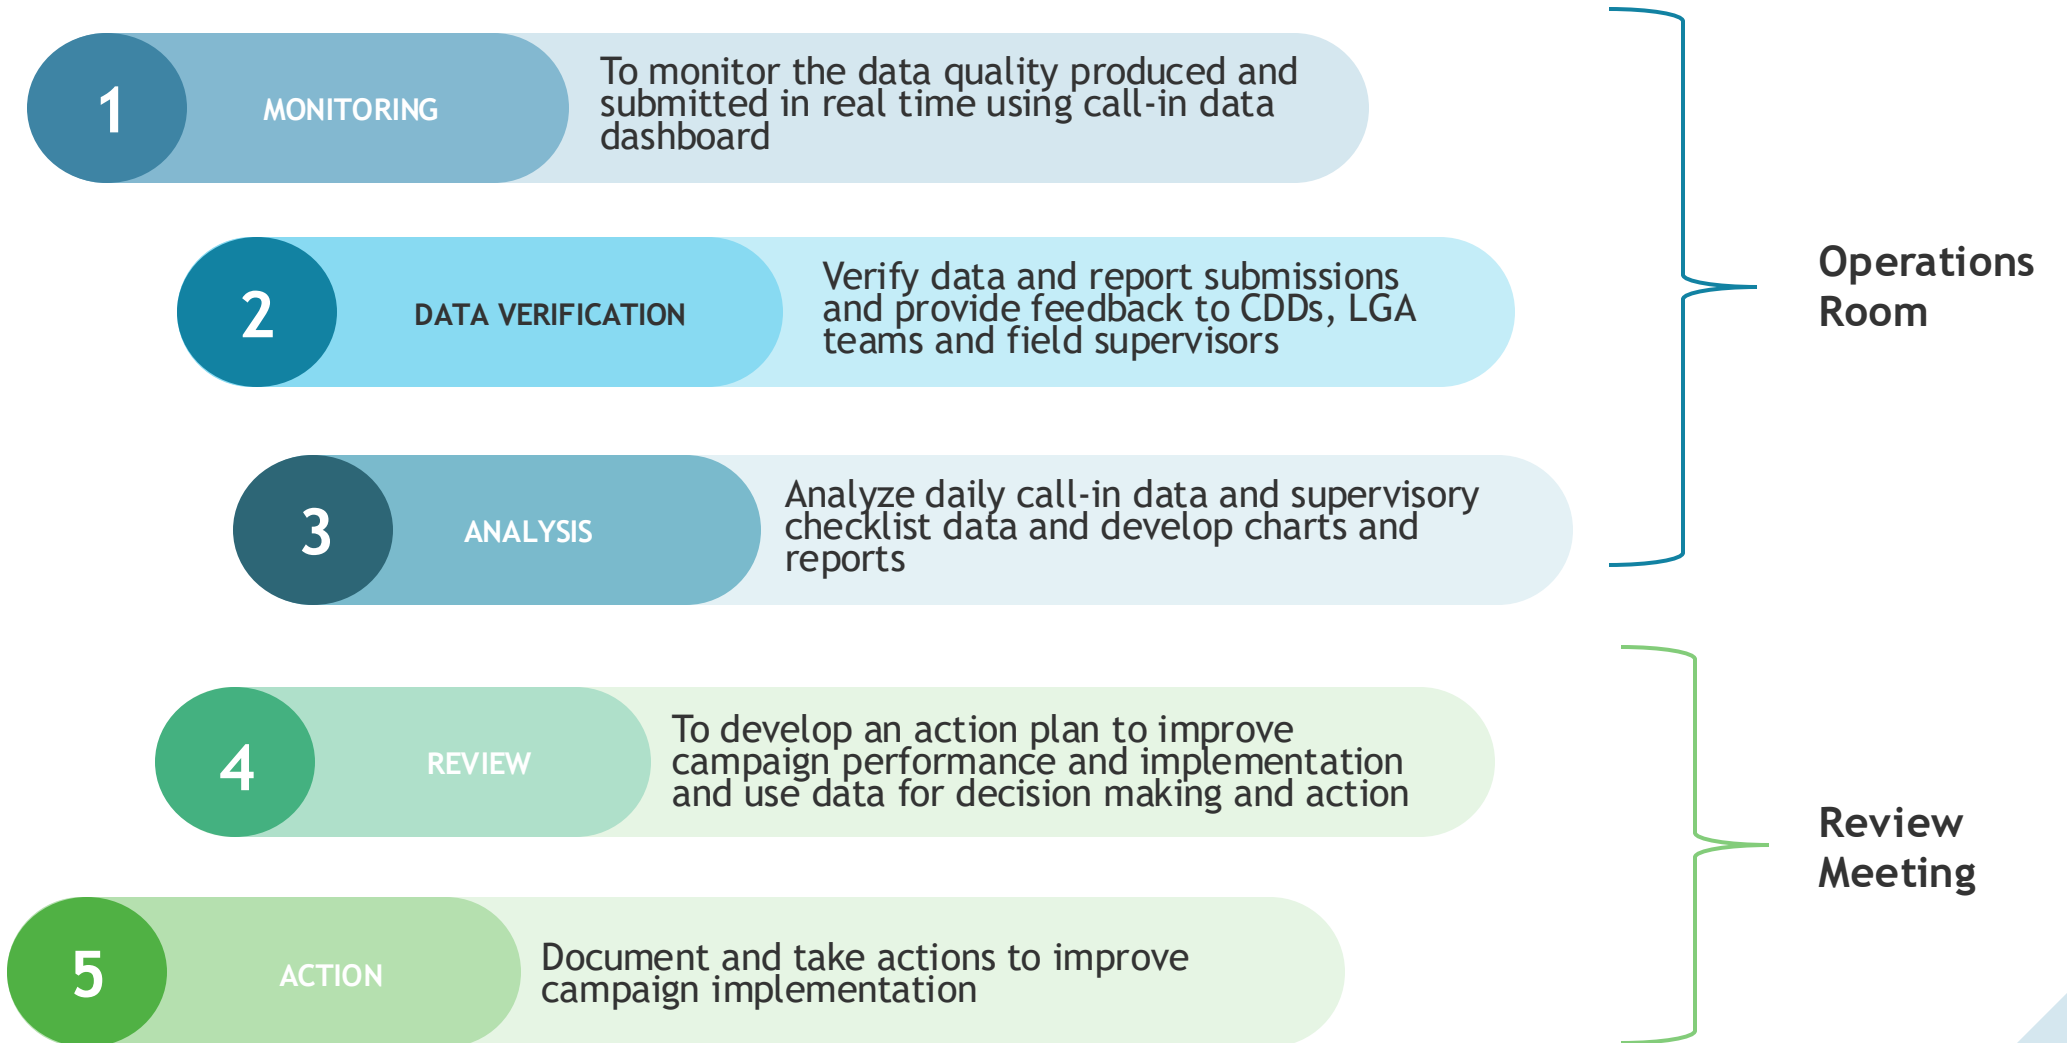 1
MONITORING
To monitor the data quality produced and
submitted in real time using call-in data
dashboard
2
DATA VERIFICATION
Verify data and report submissions
and provide feedback to CDDs, LGA
teams and field supervisors
3
ANALYSIS
Analyze daily call-in data and supervisory
checklist data and develop charts and
reports
Operations
Room
4
REVIEW
To develop an action plan to improve
campaign performance and implementation
and use data for decision making and action
5
ACTION
Document and take actions to improve
campaign implementation
Review
Meeting